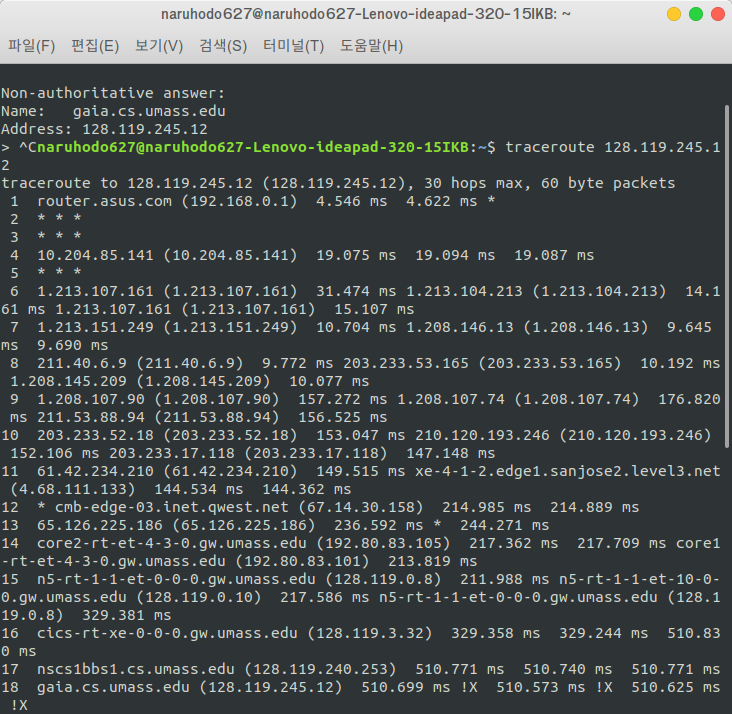 naruhodo627@naruhodo627-Lenovo-ideapad-320-15IKB: ~
파일(F) 편집(E) 보기(V) 검색(S) 터미널(T) 도움말(H)
Non-authoritative answer:
Name:   gaia.cs.umass.edu
Address: 128.119.245.12
> ^Cnaruhodo627@naruhodo627-Lenovo-ideapad-320-15IKB:~$ traceroute 128.119.245.1
2
traceroute to 128.119.245.12 (128.119.245.12), 30 hops max, 60 byte packets
 1  router.asus.com (192.168.0.1)  4.546 ms  4.622 ms *
 2  * * *
 3  * * *
 4  10.204.85.141 (10.204.85.141)  19.075 ms  19.094 ms  19.087 ms
 5  * * *
 6  1.213.107.161 (1.213.107.161)  31.474 ms 1.213.104.213 (1.213.104.213)  14.1
61 ms 1.213.107.161 (1.213.107.161)  15.107 ms
 7  1.213.151.249 (1.213.151.249)  10.704 ms 1.208.146.13 (1.208.146.13)  9.645
ms  9.690 ms
 8  211.40.6.9 (211.40.6.9)  9.772 ms 203.233.53.165 (203.233.53.165)  10.192 ms
 1.208.145.209 (1.208.145.209)  10.077 ms
 9  1.208.107.90 (1.208.107.90)  157.272 ms 1.208.107.74 (1.208.107.74)  176.820
 ms 211.53.88.94 (211.53.88.94)  156.525 ms
10  203.233.52.18 (203.233.52.18)  153.047 ms 210.120.193.246 (210.120.193.246)
 152.106 ms 203.233.17.118 (203.233.17.118)  147.148 ms
11  61.42.234.210 (61.42.234.210)  149.515 ms xe-4-1-2.edge1.sanjose2.level3.net
 (4.68.111.133)  144.534 ms  144.362 ms
12  * cmb-edge-03.inet.qwest.net (67.14.30.158)  214.985 ms  214.889 ms
13  65.126.225.186 (65.126.225.186)  236.592 ms *  244.271 ms
14  core2-rt-et-4-3-0.gw.umass.edu (192.80.83.105)  217.362 ms  217.709 ms core1
-rt-et-4-3-0.gw.umass.edu (192.80.83.101)  213.819 ms
15  n5-rt-1-1-et-0-0-0.gw.umass.edu (128.119.0.8)  211.988 ms n5-rt-1-1-et-10-0-
0.gw.umass.edu (128.119.0.10)  217.586 ms n5-rt-1-1-et-0-0-0.gw.umass.edu (128.1
19.0.8)  329.381 ms
16  cics-rt-xe-0-0-0.gw.umass.edu (128.119.3.32)  329.358 ms  329.244 ms  510.83
0 ms
17  nscs1bbs1.cs.umass.edu (128.119.240.253)  510.771 ms  510.740 ms  510.771 ms
18  gaia.cs.umass.edu (128.119.245.12)  510.699 ms !X  510.573 ms !X  510.625 ms
 !X